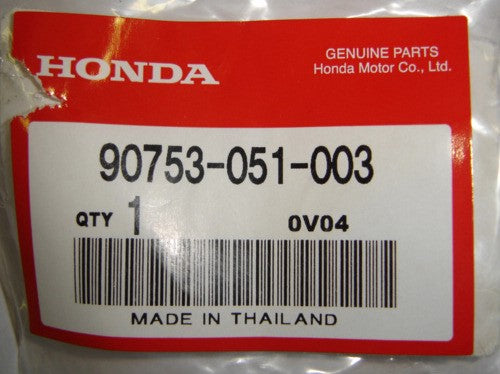 HONDA
GENUINE PARTS
Honda Motor Co., Ltd.
90753-051-003
QTY 1 0V04
MADE IN THAILAND